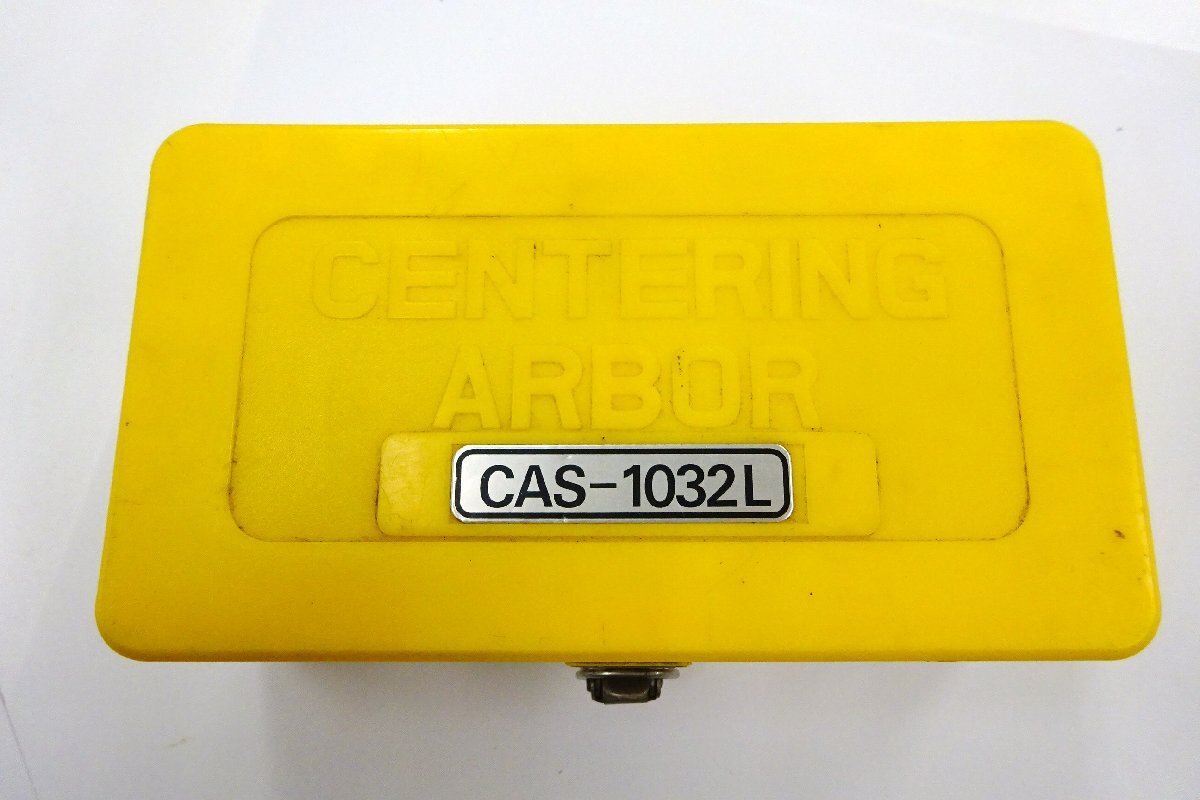 CENTERING
ARBOR
CAS-1032L